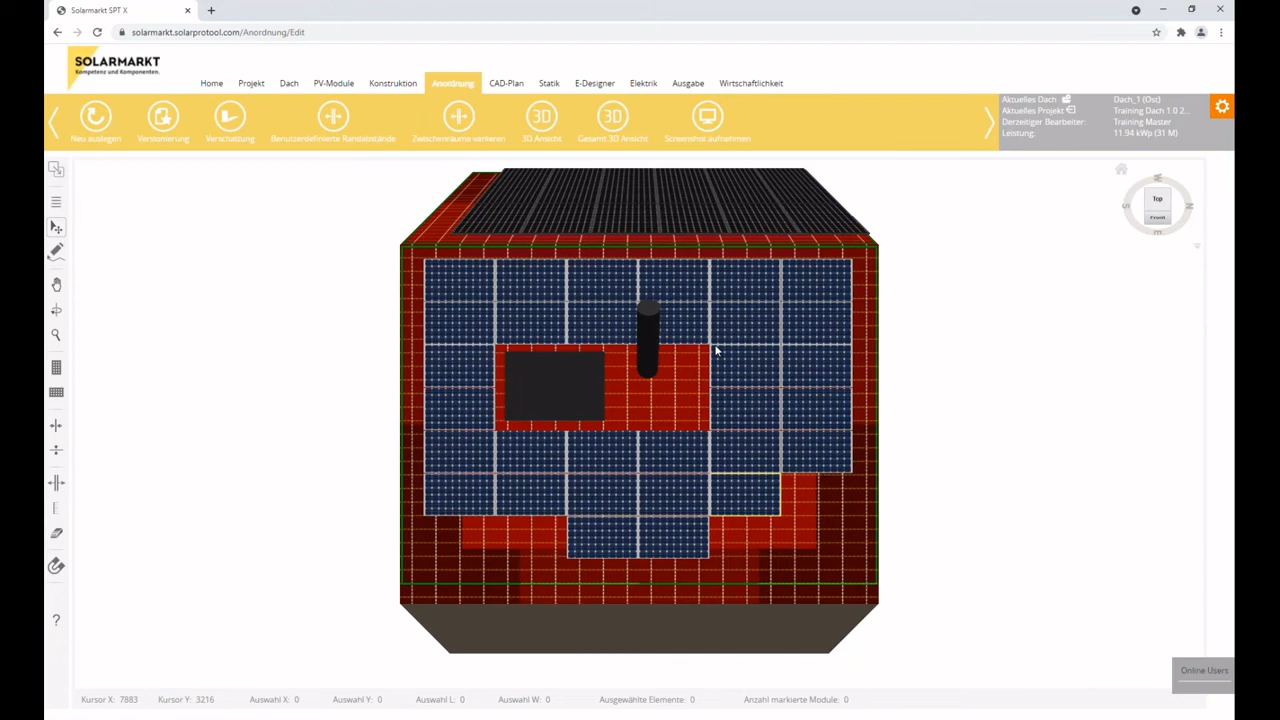 Solarmarkt SPT X
solarmarkt.solarprotool.com/Anordnung/Edit
SOLARMARKT
Kompetenz und Komponenten.
Home Projekt Dach PV-Module Konstruktion Anordnung CAD-Plan Statik E-Designer Elektrik Ausgabe Wirtschaftlichkeit
3D 3D
Neu auslegen Versionierung Verschattung Benutzerdefinierte Randabstände Zwischenräume variieren 3D Ansicht Gesamt 3D Ansicht Screenshot aufnehmen
Aktuelles Dach Dach_1 (Ost)
Aktuelles Projekt Training Dach 1 0 2...
Derzeitiger Bearbeiter: Training Master
Leistung: 11.94 kWp (31 M)
W
Top
S N
Front
E
?
Online Users
Kursor X: 7883 Kursor Y: 3216 Auswahl X: 0 Auswahl Y: 0 Auswahl L: 0 Auswahl W: 0 Ausgewählte Elemente: 0 Anzahl markierte Module: 0